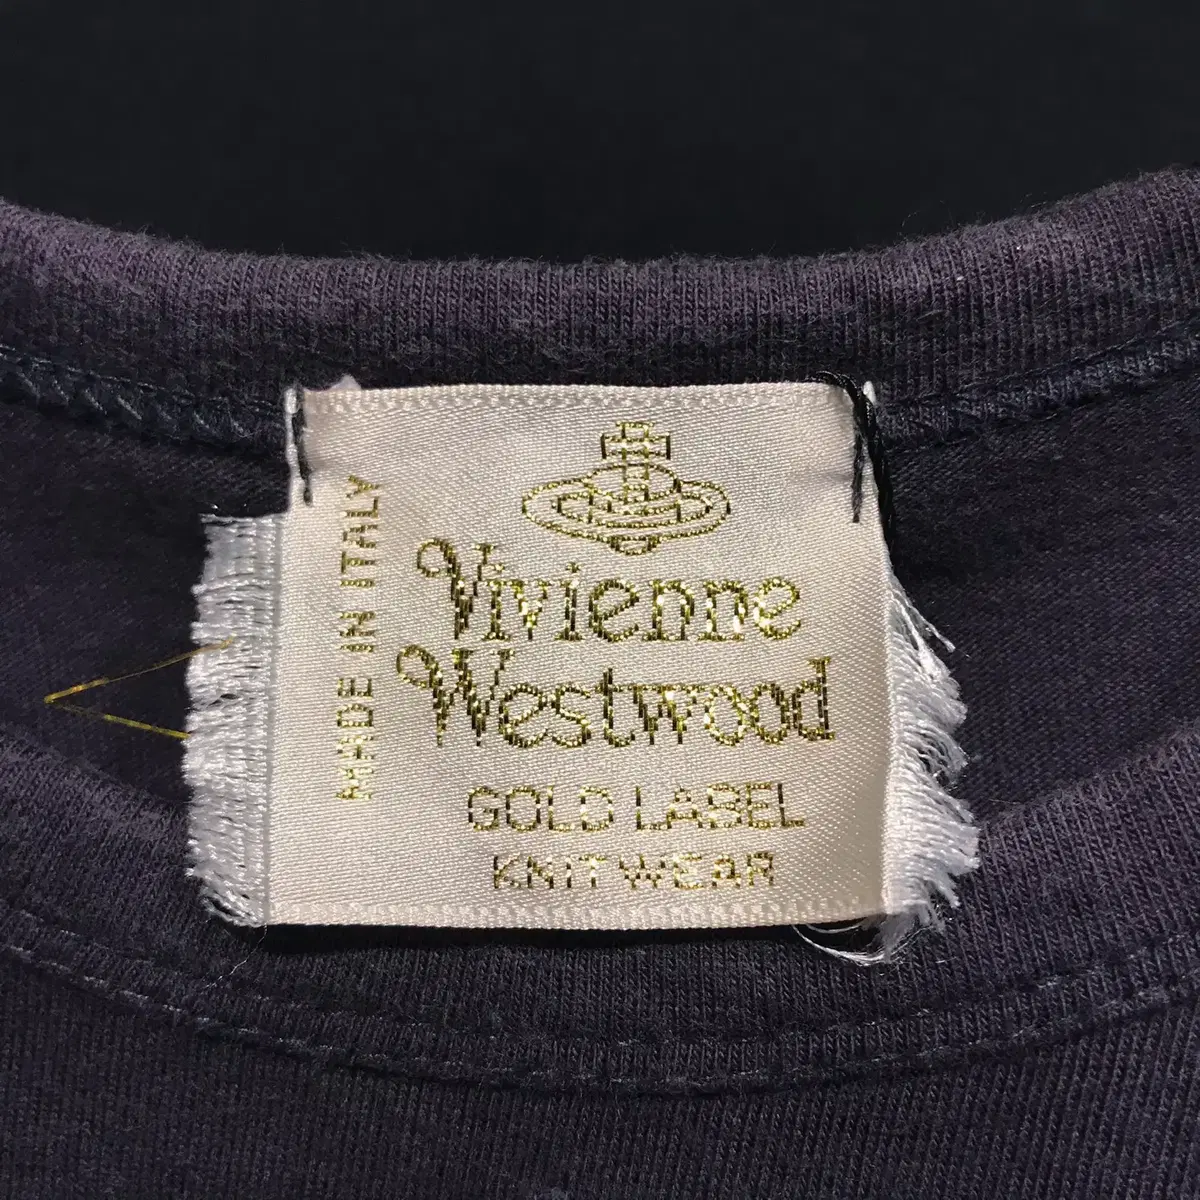 MADE IN ITALY
Vivienne
Westwood
GOLD LABEL
KNITWEAR